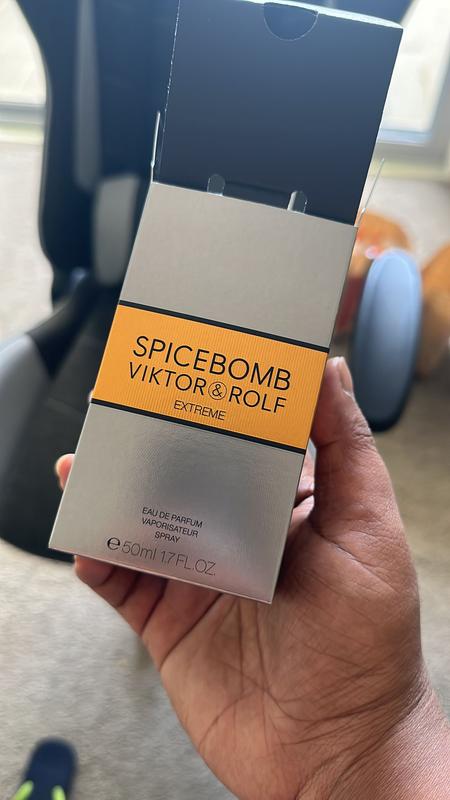 SPICEBOMB
VIKTOR&ROLF
EXTREME
EAU DE PARFUM
VAPORISATEUR
SPRAY
℮50ml 1.7 FL.OZ.